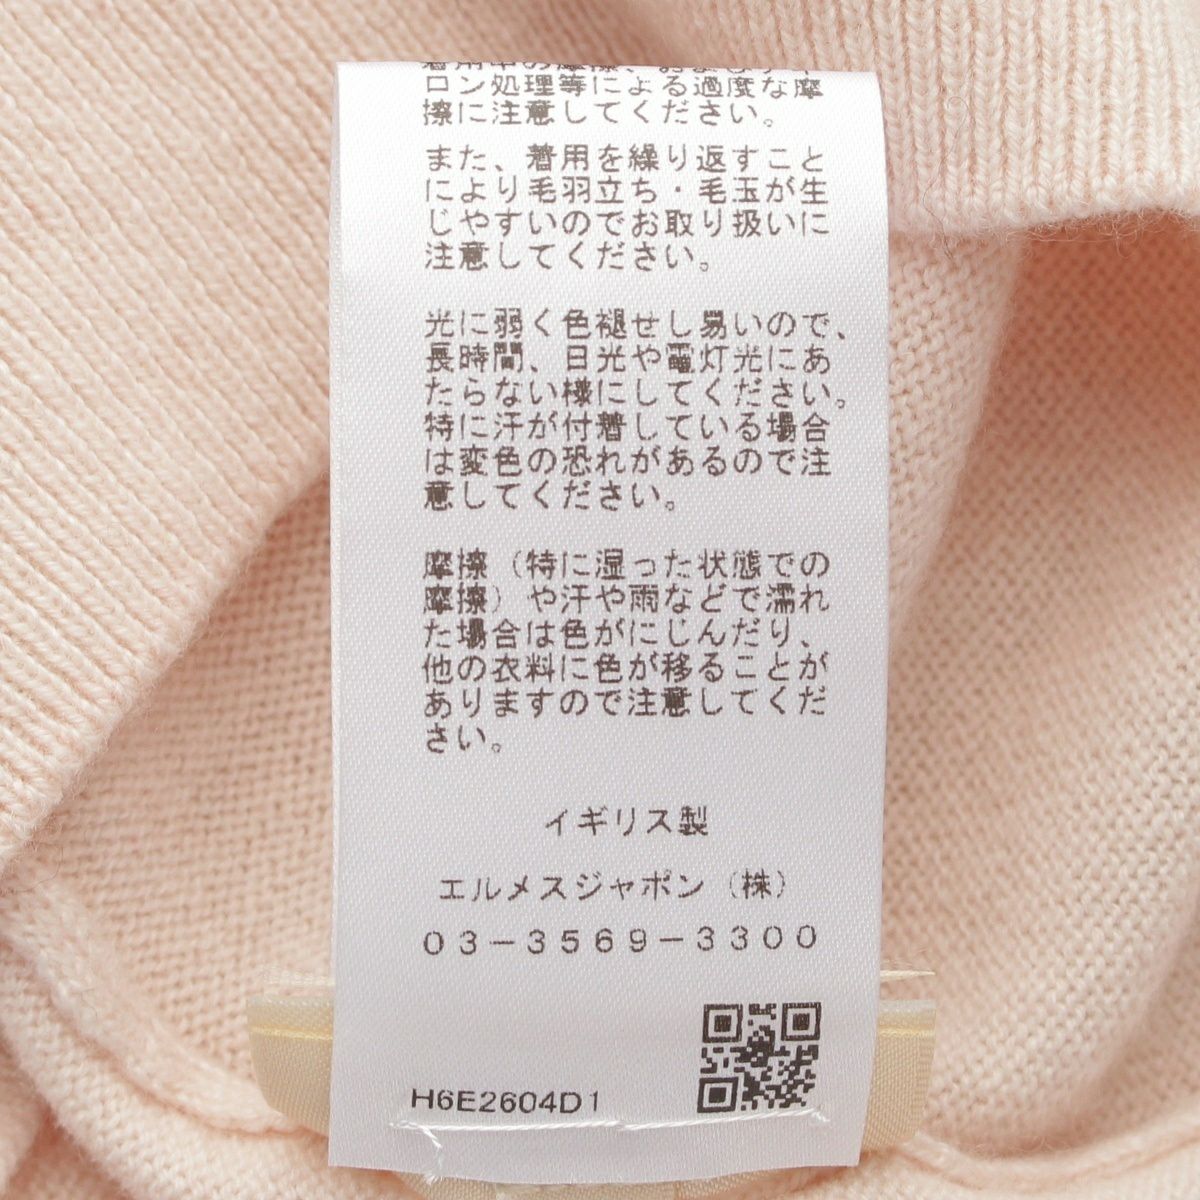 ロン処理等による過度な摩
擦に注意してください。
また、着用を繰り返すこと
により毛羽立ち・毛玉が生
じやすいのでお取り扱いに
注意してください。
光に弱く色褪せし易いので、
長時間、日光や電灯光にあ
たらない様にしてください。
特に汗が付着している場合
は変色の恐れがあるので注
意してください。
摩擦（特に湿った状態での
摩擦）や汗や雨などで濡れ
た場合は色がにじんだり、
他の衣料に色が移ることが
ありますので注意してくだ
さい。
イギリス製
エルメスジャポン（株）
03-3569-3300
H6E2604D1